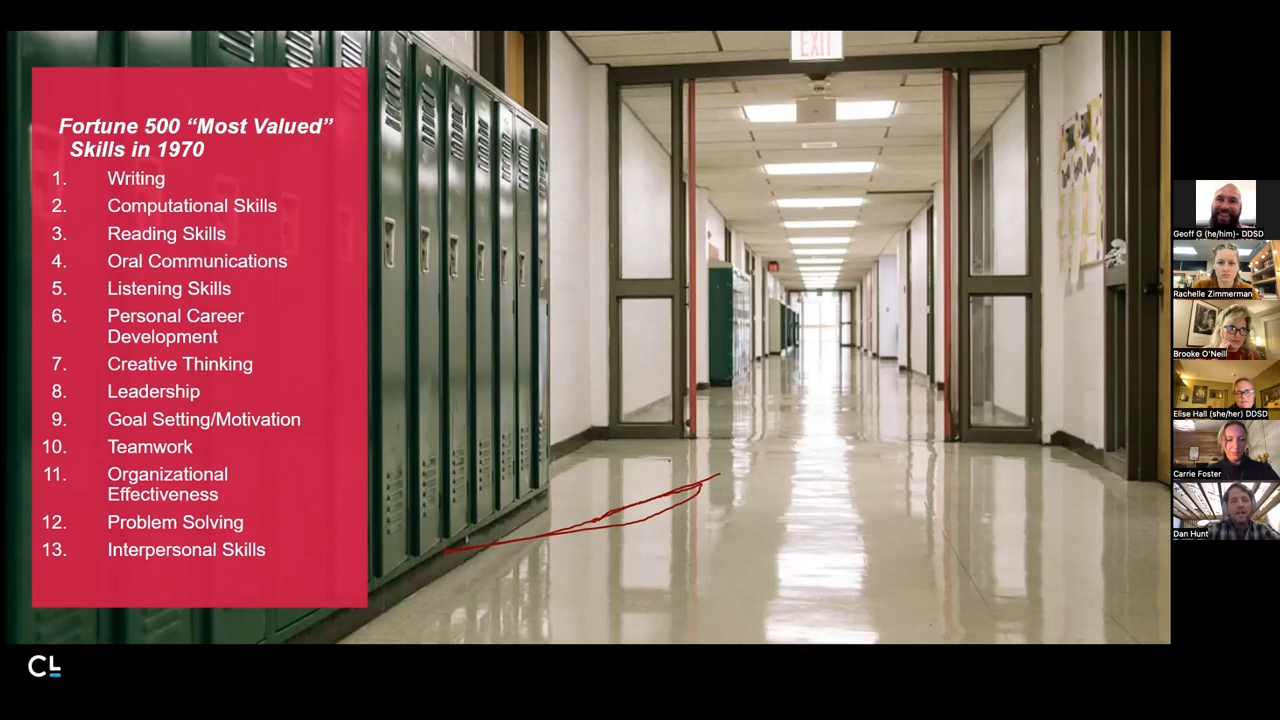 EXIT
Fortune 500 “Most Valued”
Skills in 1970
1. Writing
2. Computational Skills
3. Reading Skills
4. Oral Communications
5. Listening Skills
6. Personal Career
Development
7. Creative Thinking
8. Leadership
9. Goal Setting/Motivation
10. Teamwork
11. Organizational
Effectiveness
12. Problem Solving
13. Interpersonal Skills
Geoff G (he/him)- DDSD
Rachelle Zimmerman
Brooke O'Neill
Elise Hall (she/her) DDSD
Carrie Foster
Dan Hunt
CL